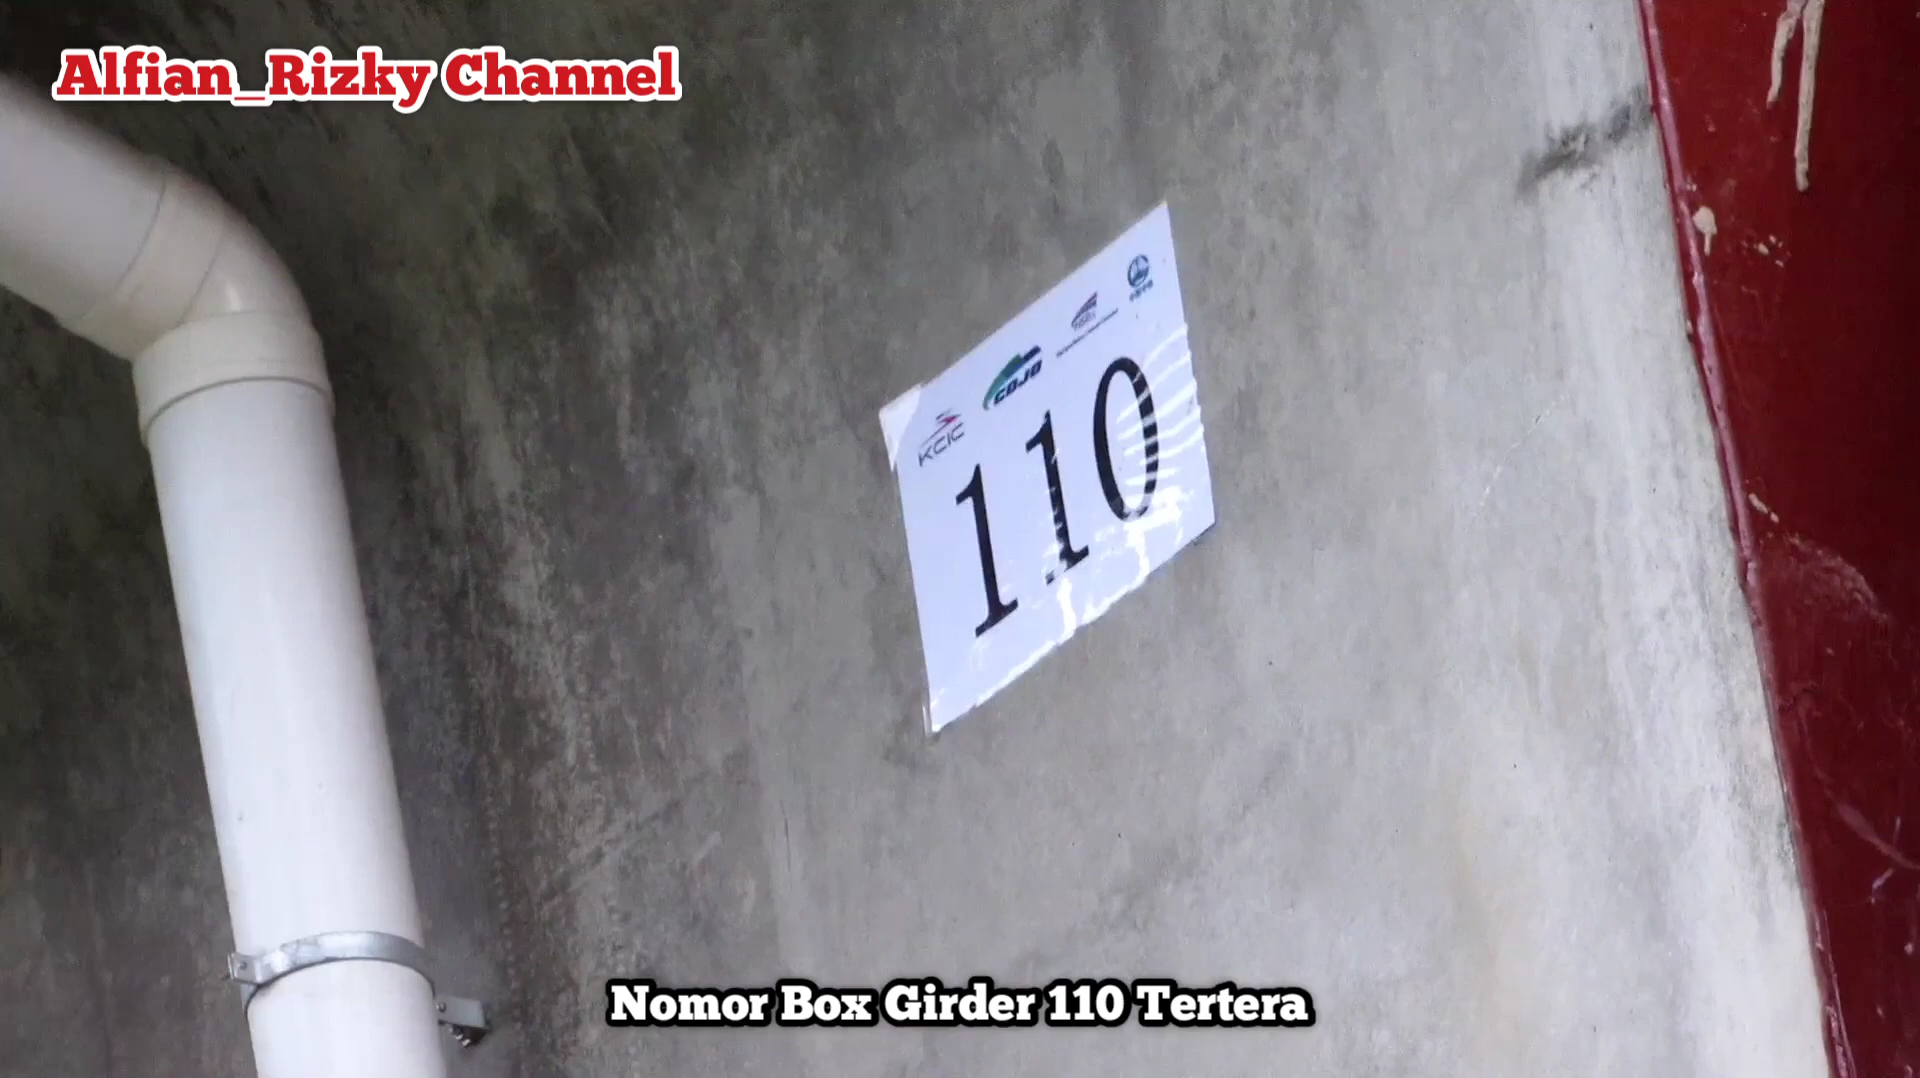 Alfian_Rizky Channel
KCIC
CDJO
110
Nomor Box Girder 110 Tertera